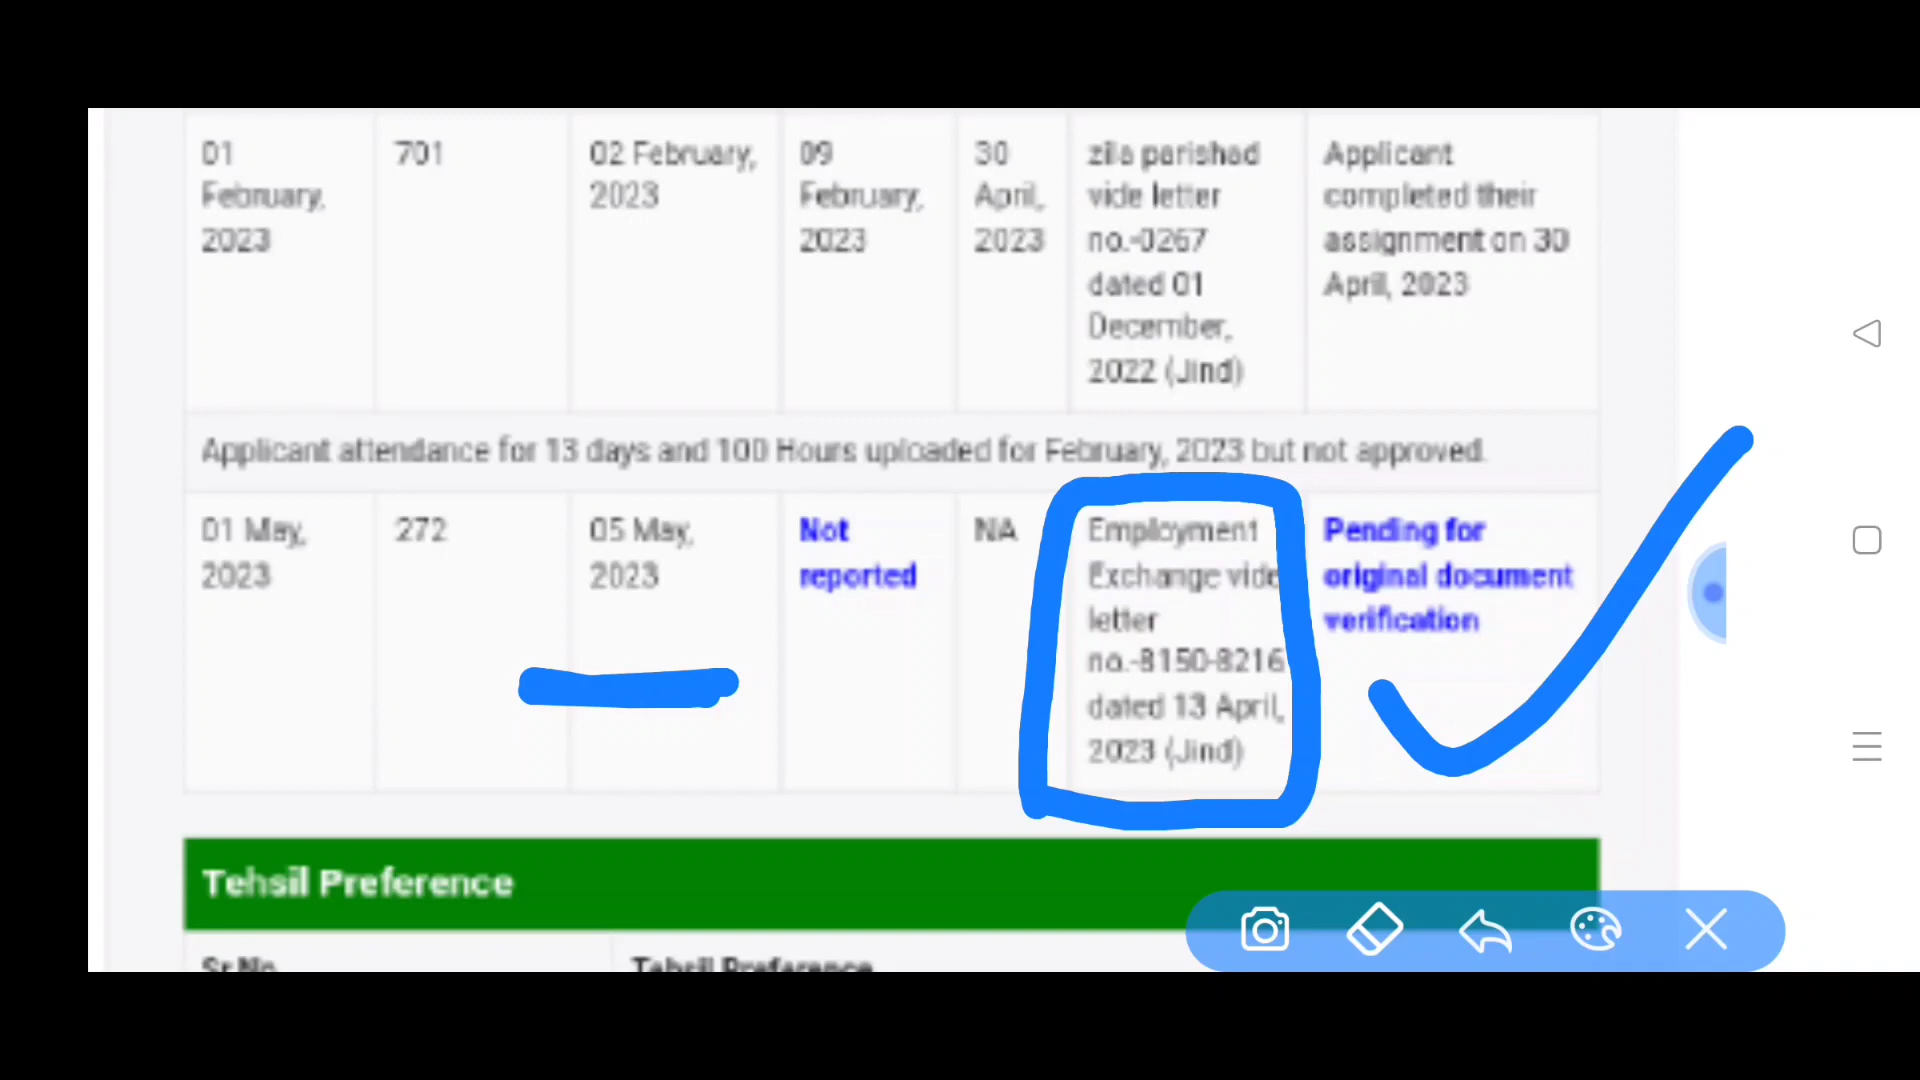 01 February, 2023
701
02 February, 2023
09 February, 2023
30 April, 2023
zila parishad vide letter no.-0267 dated 01 December, 2022 (Jind)
Applicant completed their assignment on 30 April, 2023
Applicant attendance for 13 days and 100 Hours uploaded for February, 2023 but not approved.
01 May, 2023
272
05 May, 2023
Not reported
NA
Employment Exchange vide letter no.-8150-8216 dated 13 April, 2023 (Jind)
Pending for original document verification
Tehsil Preference
Sr.No.
Tehsil Preference